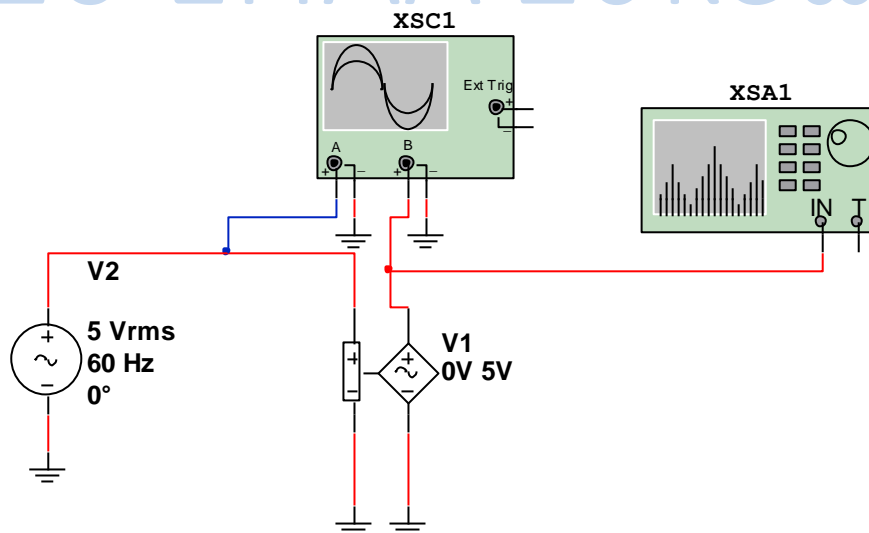 XSC1
Ext Trig
+
−
A
B
+ − + −
XSA1
IN T
V2
5 Vrms
60 Hz
0°
+
−
+
−
+
−
V1
0V 5V